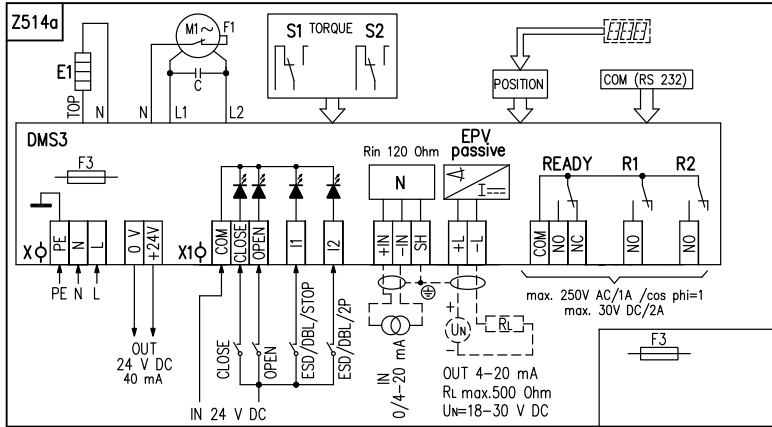 Z514a
E1
TOP
N
M1~
F1
C
N
L1
L2
S1 TORQUE S2
POSITION
COM (RS 232)
DMS3
F3
Rin 120 Ohm
N
EPV
passive
I
READY
R1
R2
X
PE
N
L
0 V
+24V
X1
COM
CLOSE
OPEN
I1
I2
+IN
-IN
SH
+L
-L
COM
NO
NC
NO
NO
PE N L
OUT
24 V DC
40 mA
CLOSE
OPEN
ESD/DBL/STOP
ESD/DBL/2P
IN 24 V DC
IN
0/4-20 mA
+
UN
-
RL
OUT 4-20 mA
RL max.500 Ohm
UN=18-30 V DC
max. 250V AC/1A /cos phi=1
max. 30V DC/2A
F3